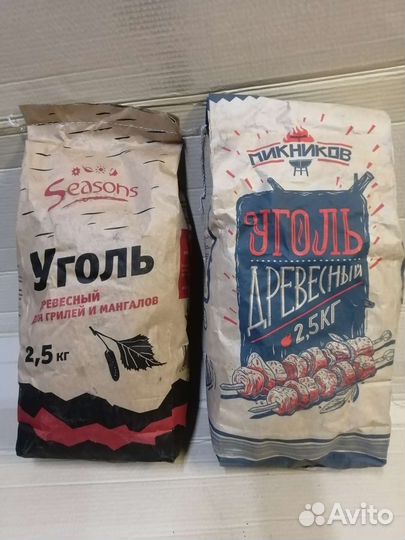 Seasons
Уголь
ДРЕВЕСНЫЙ
ДЛЯ ГРИЛЕЙ И МАНГАЛОВ
2,5 кг
ПИКНИКОВ
УГОЛЬ
ДРЕВЕСНЫЙ
2,5КГ
Avito